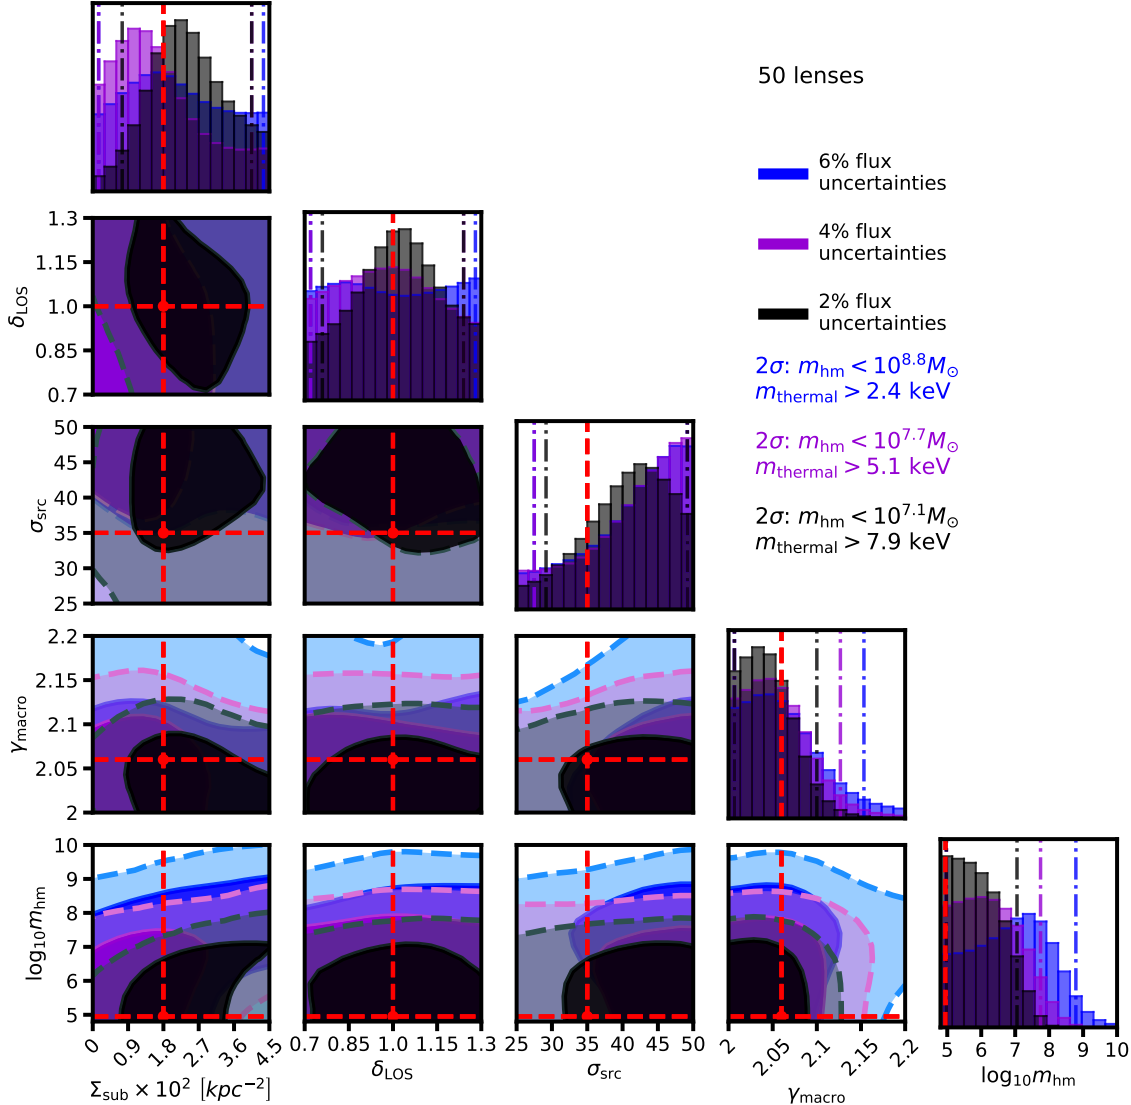 50 lenses
6% flux
uncertainties
4% flux
uncertainties
2% flux
uncertainties
2σ: m_hm < 10^8.8 M_⊙
m_thermal > 2.4 keV
2σ: m_hm < 10^7.7 M_⊙
m_thermal > 5.1 keV
2σ: m_hm < 10^7.1 M_⊙
m_thermal > 7.9 keV
1.3
1.15
1.0
0.85
0.7
δ_LOS
50
45
40
35
30
25
σ_src
2.2
2.15
2.1
2.05
2
γ_macro
10
9
8
7
6
5
log_10 m_hm
0 0.9 1.8 2.7 3.6 4.5
Σ_sub × 10^2 [kpc^−2]
0.7 0.85 1.0 1.15 1.3
δ_LOS
25 30 35 40 45 50
σ_src
2 2.05 2.1 2.15 2.2
γ_macro
5 6 7 8 9 10
log_10 m_hm